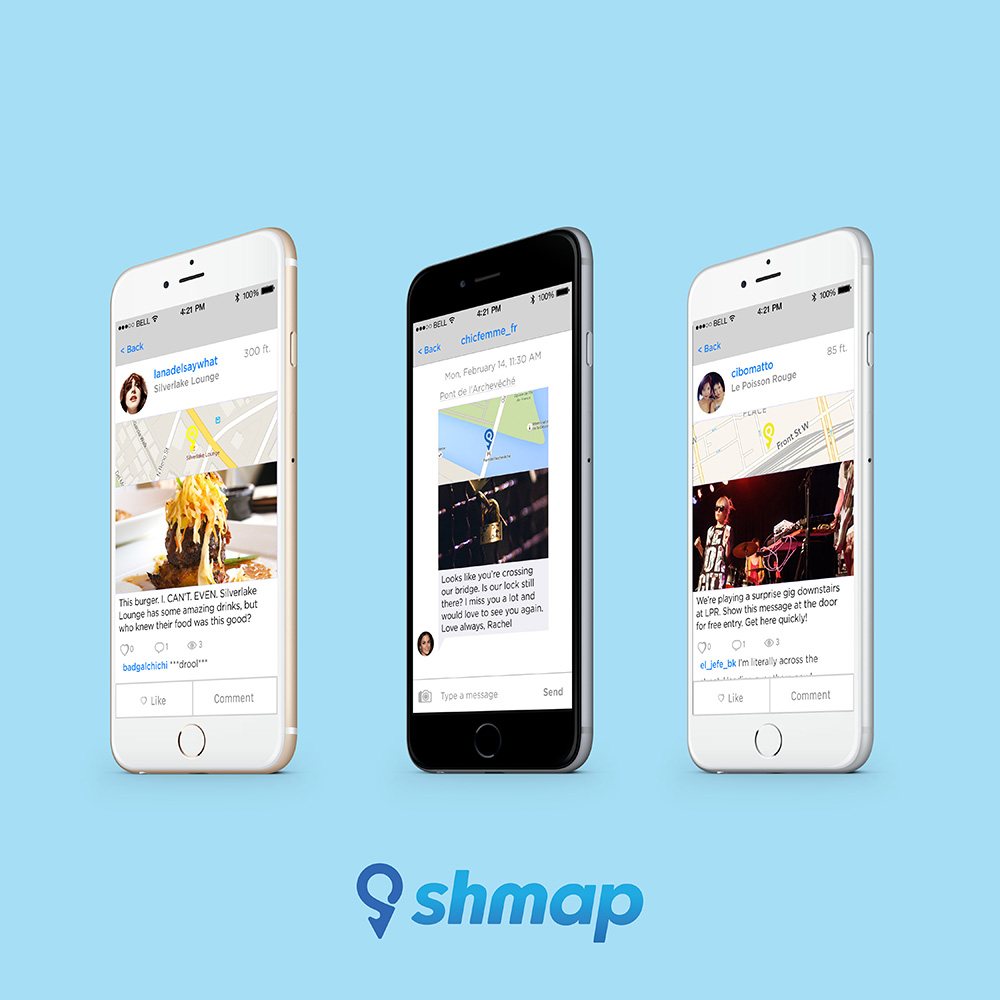 ●●●○○ BELL
4:21 PM
100%
< Back
lanadelsaywhat
300 ft.
Silverlake Lounge
N Reno St
Silverlake Lounge
This burger. I. CAN'T. EVEN. Silverlake
Lounge has some amazing drinks, but
who knew their food was this good?
0
1
3
badgalchichi ***drool***
Like
Comment
●●●○○ BELL
4:21 PM
100%
< Back
chicfemme_fr
Mon, February 14, 11:30 AM
Pont de l'Archevêché
Looks like you're crossing
our bridge. Is our lock still
there? I miss you a lot and
would love to see you again.
Love always, Rachel
Type a message
Send
●●●○○ BELL
4:21 PM
100%
< Back
cibomatto
85 ft.
Le Poisson Rouge
PLACE
Front St W
We're playing a surprise gig downstairs
at LPR. Show this message at the door
for free entry. Get here quickly!
0
1
3
el_jefe_bk I'm literally across the
Like
Comment
shmap